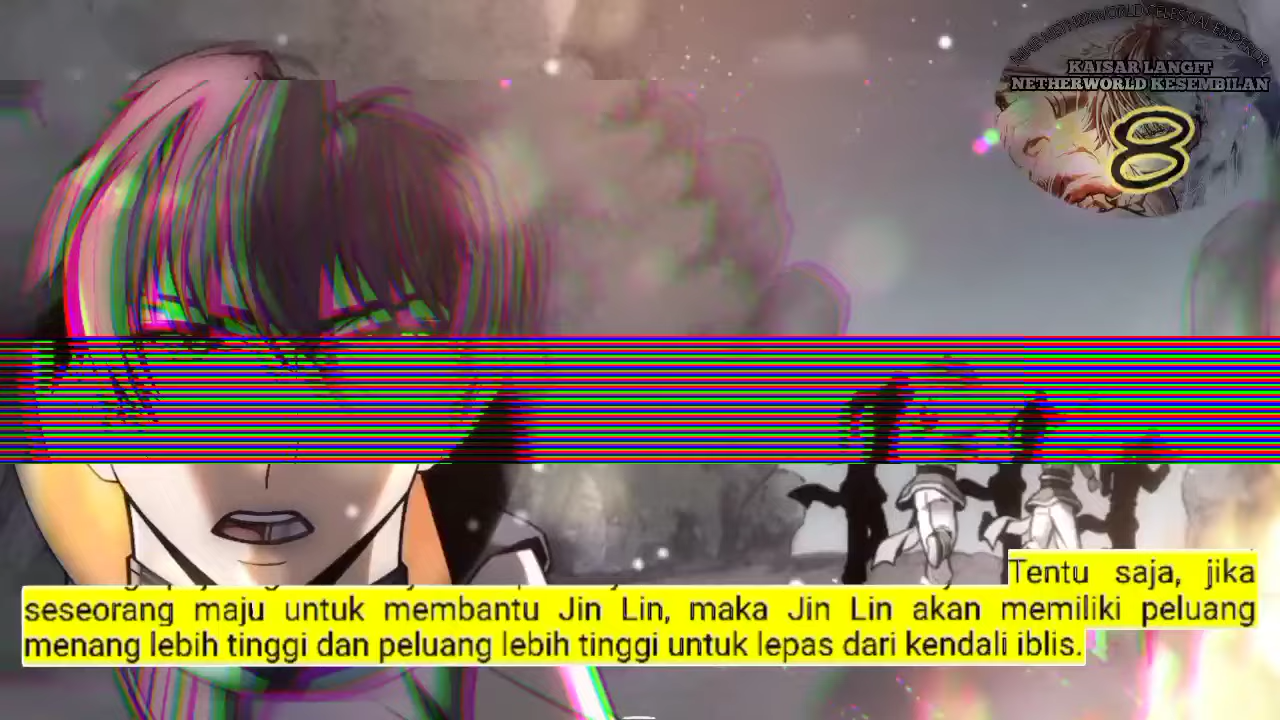 KAISAR LANGIT
NETHERWORLD KESEMBILAN
8
Tentu saja, jika
seseorang maju untuk membantu Jin Lin, maka Jin Lin akan memiliki peluang
menang lebih tinggi dan peluang lebih tinggi untuk lepas dari kendali iblis.